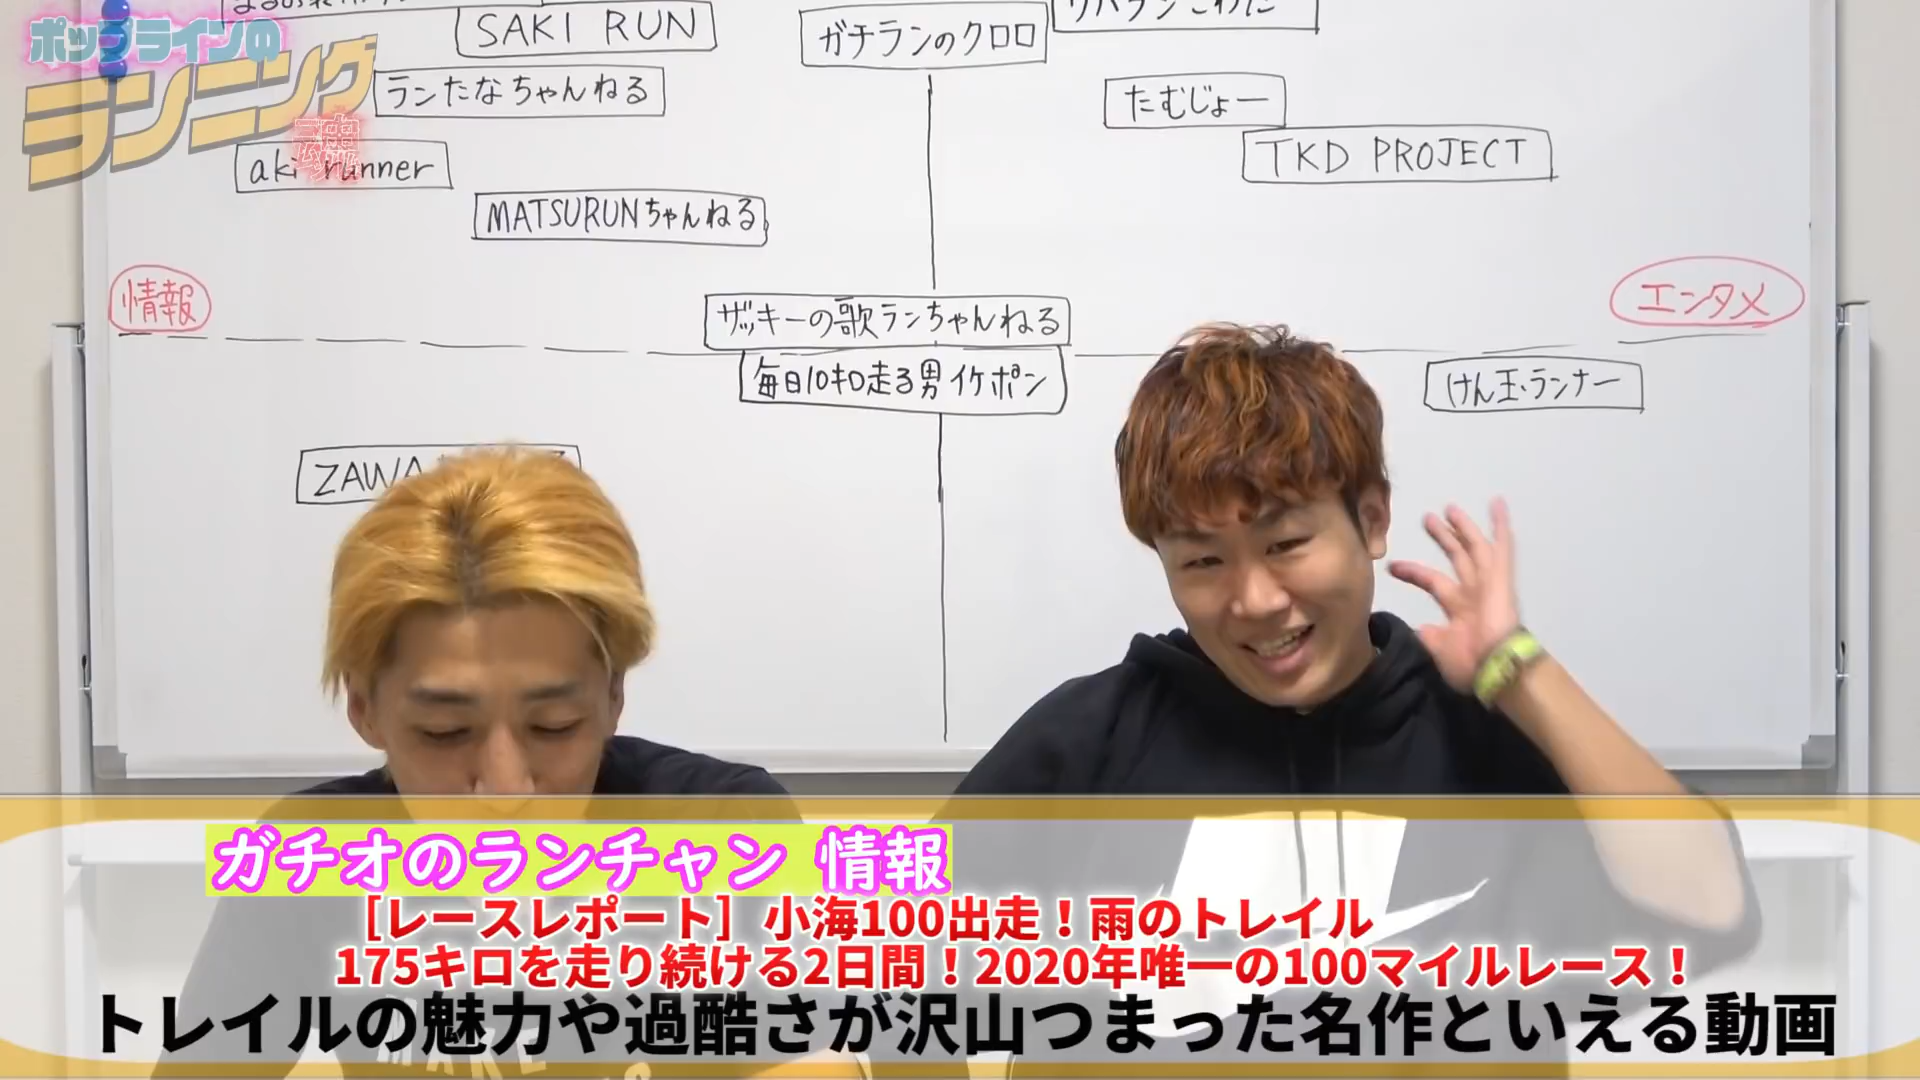 ポップラインの
ランニング
魂
SAKI RUN
ガチランのクロロ
ランたなちゃんねる
たむじょー
aki runner
TKD PROJECT
MATSURUNちゃんねる
情報
エンタメ
ザッキーの歌ランちゃんねる
毎日10キロ走る男イケポン
けん玉ランナー
ZAWA
ガチオのランチャン 情報
[レースレポート] 小海100出走！雨のトレイル
175キロを走り続ける2日間！2020年唯一の100マイルレース！
トレイルの魅力や過酷さが沢山つまった名作といえる動画